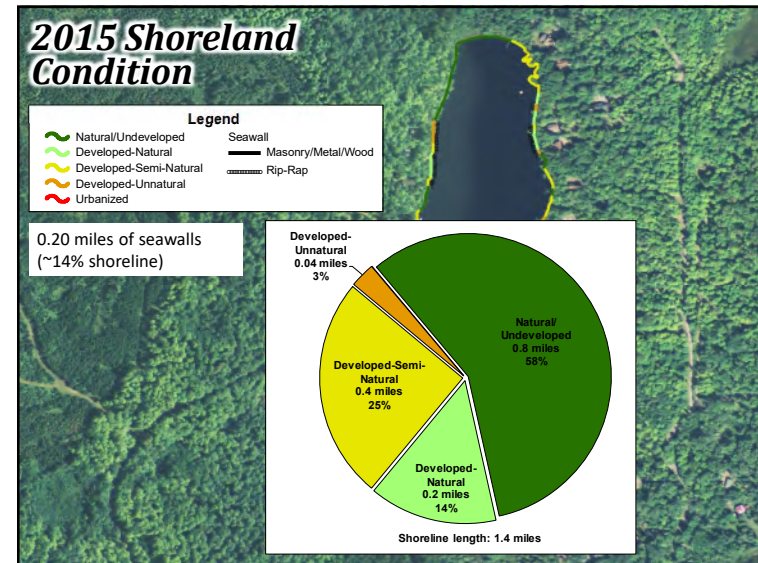 2015 Shoreland
Condition
Legend
Natural/Undeveloped
Developed-Natural
Developed-Semi-Natural
Developed-Unnatural
Urbanized
Seawall
Masonry/Metal/Wood
Rip-Rap
0.20 miles of seawalls
(~14% shoreline)
Developed-
Unnatural
0.04 miles
3%
Natural/
Undeveloped
0.8 miles
58%
Developed-Semi-
Natural
0.4 miles
25%
Developed-
Natural
0.2 miles
14%
Shoreline length: 1.4 miles